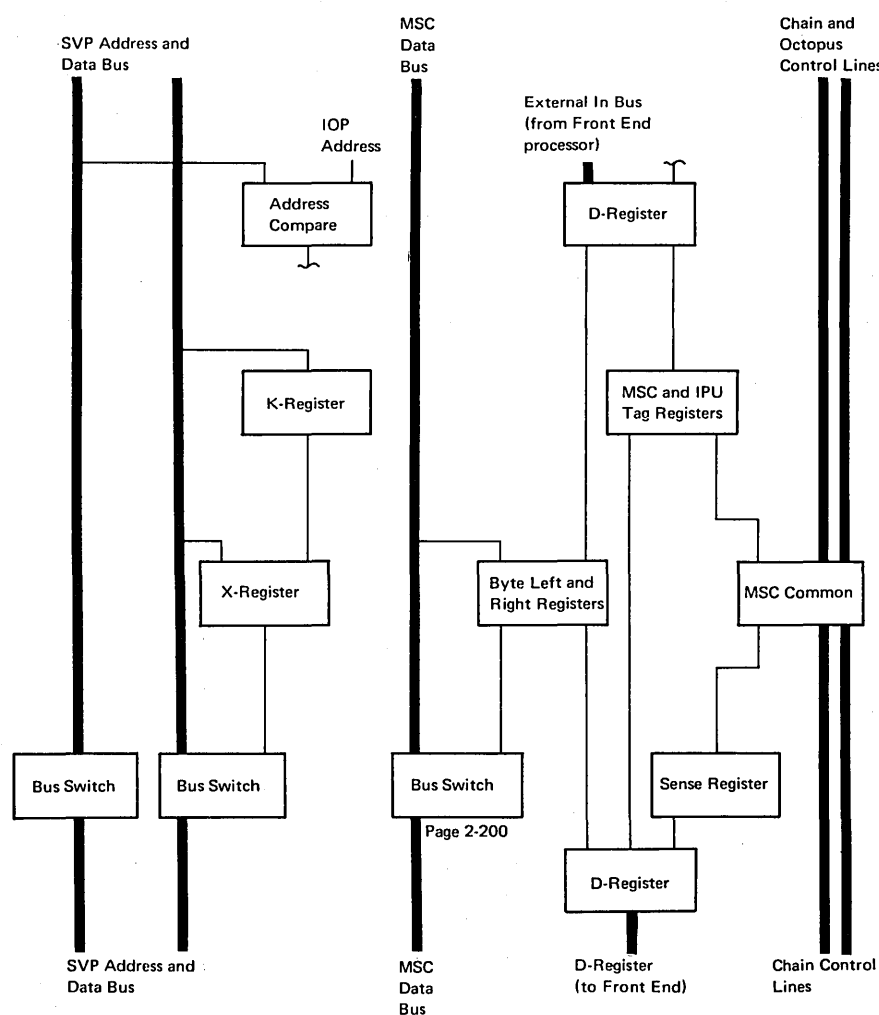 SVP Address and
Data Bus
MSC
Data
Bus
Chain and
Octopus
Control Lines
External In Bus
(from Front End
processor)
IOP
Address
Address
Compare
D-Register
K-Register
MSC and IPU
Tag Registers
X-Register
Byte Left and
Right Registers
MSC Common
Bus Switch
Bus Switch
Bus Switch
Sense Register
Page 2-200
D-Register
SVP Address and
Data Bus
MSC
Data
Bus
D-Register
(to Front End)
Chain Control
Lines